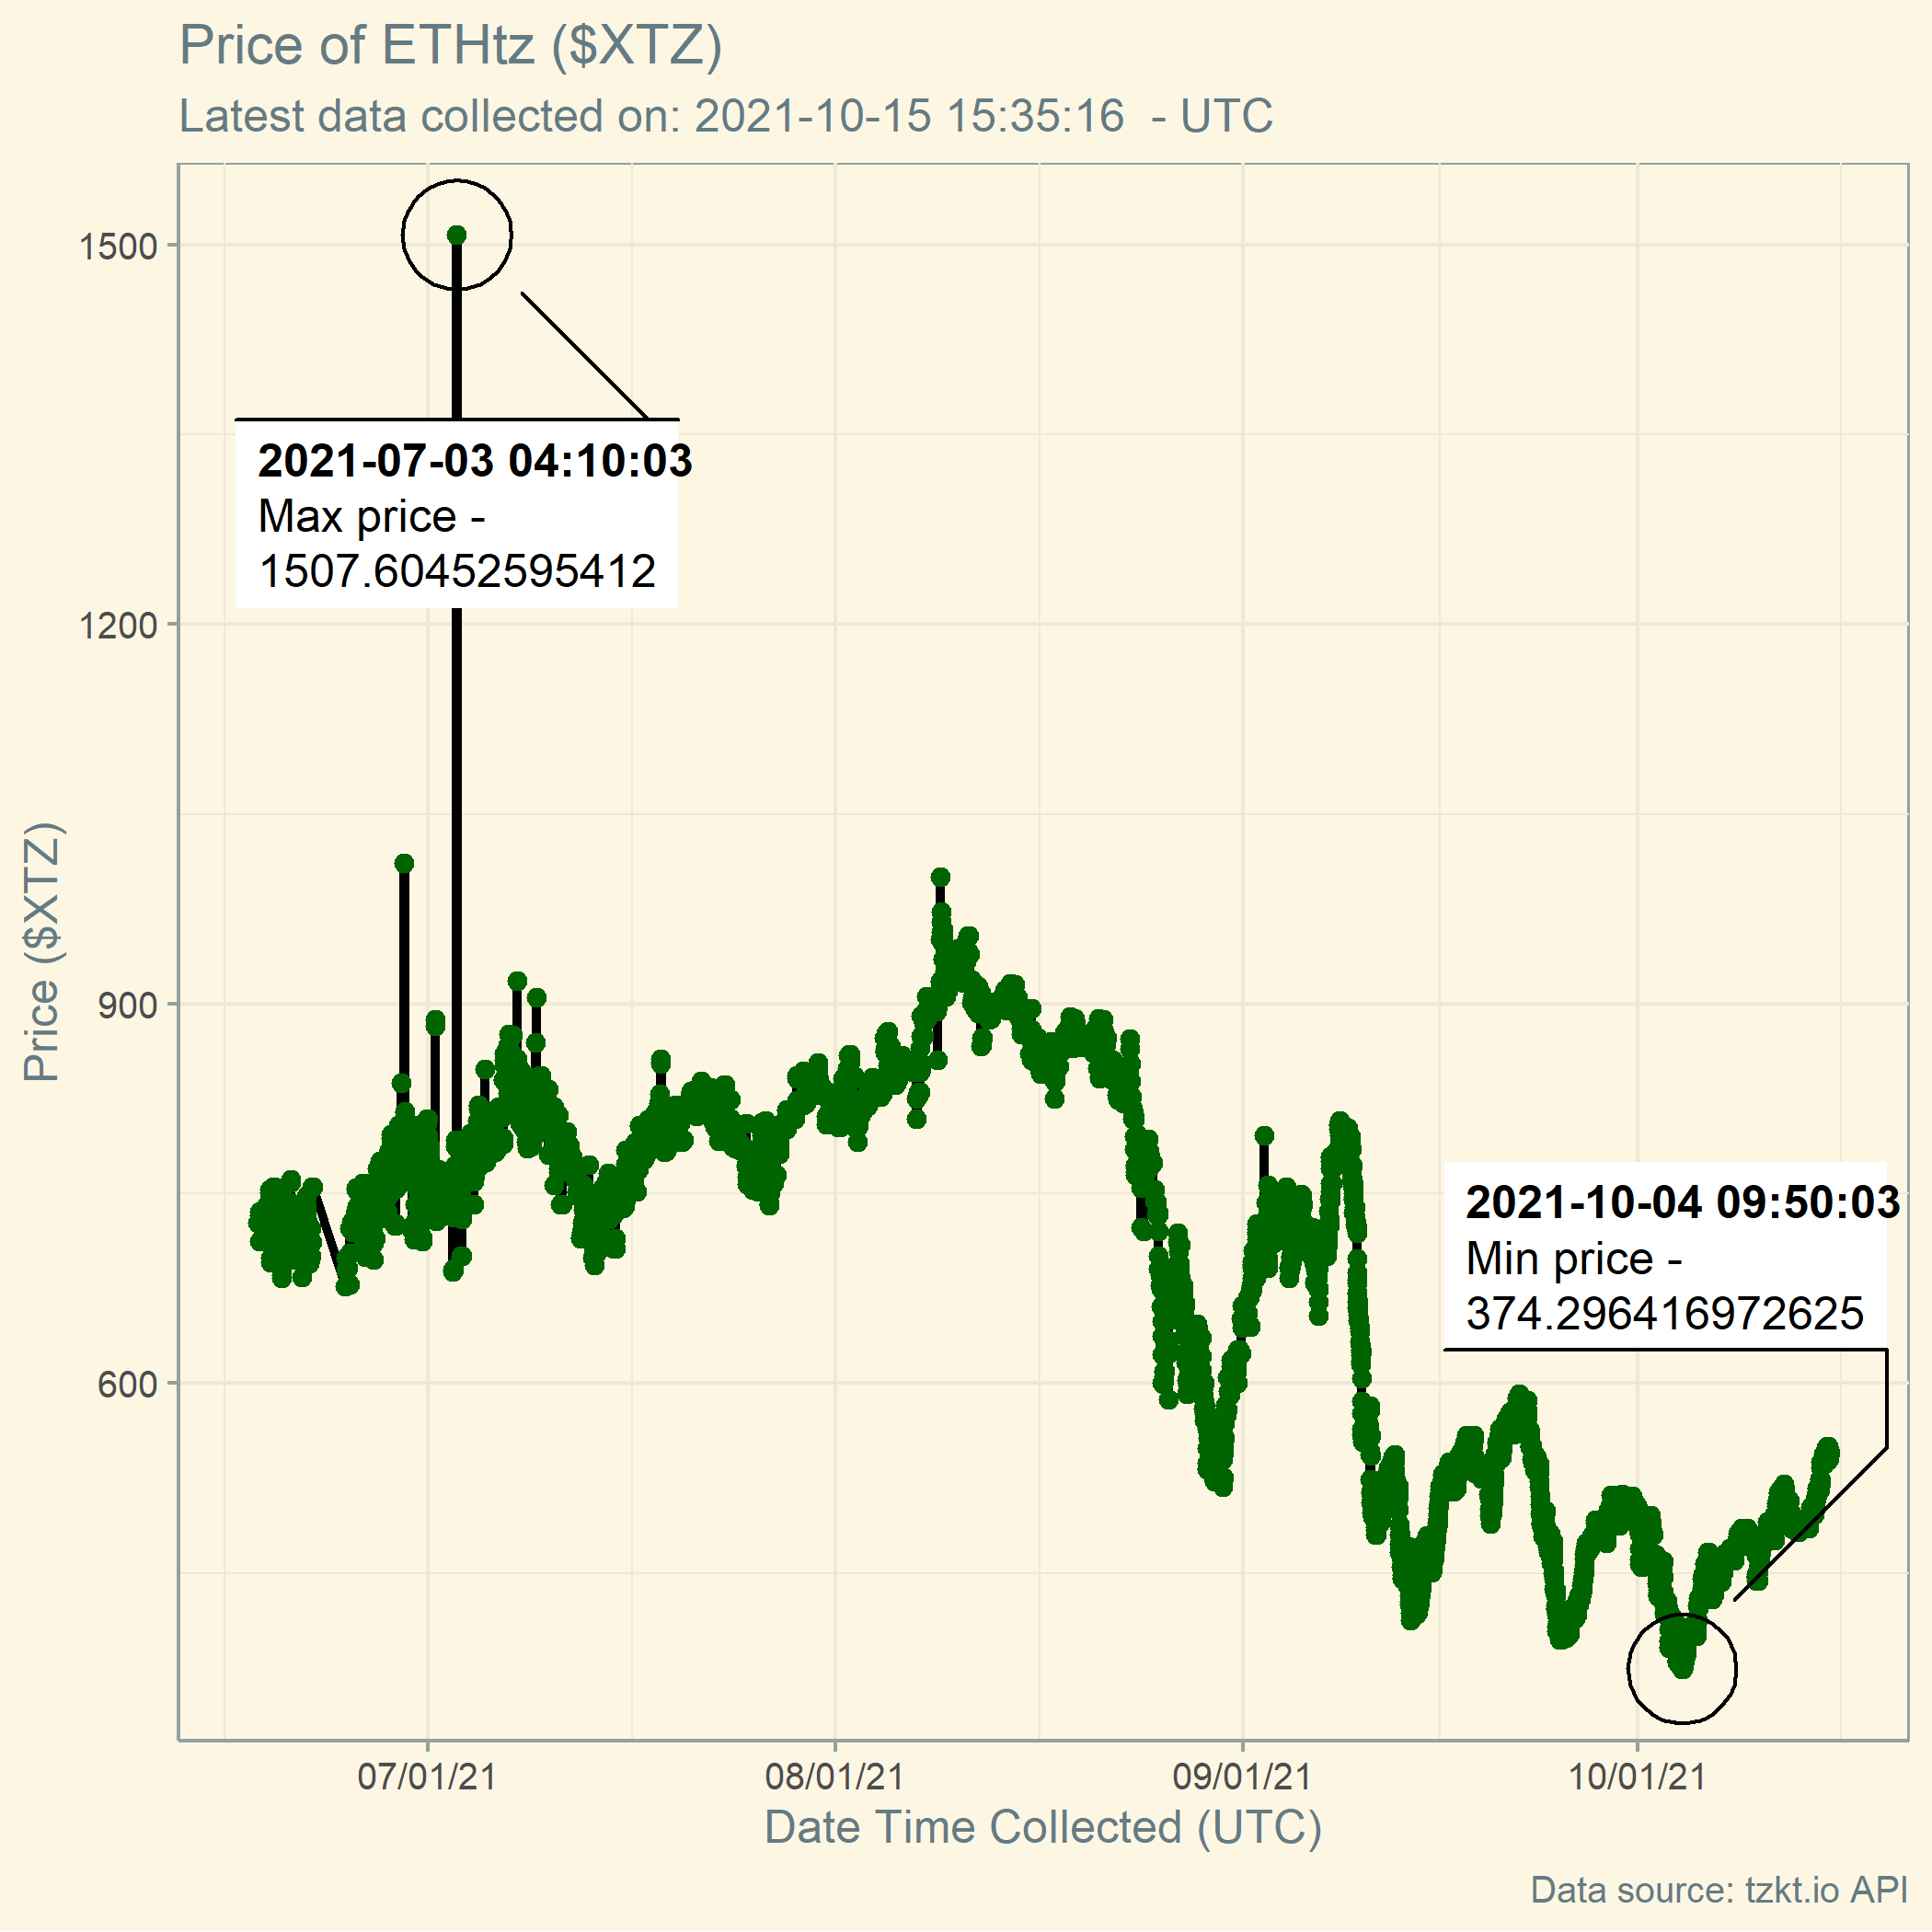 Price of ETHtz ($XTZ)
Latest data collected on: 2021-10-15 15:35:16  - UTC
1500
1200
900
600
Price ($XTZ)
2021-07-03 04:10:03
Max price -
1507.60452595412
2021-10-04 09:50:03
Min price -
374.296416972625
07/01/21
08/01/21
09/01/21
10/01/21
Date Time Collected (UTC)
Data source: tzkt.io API